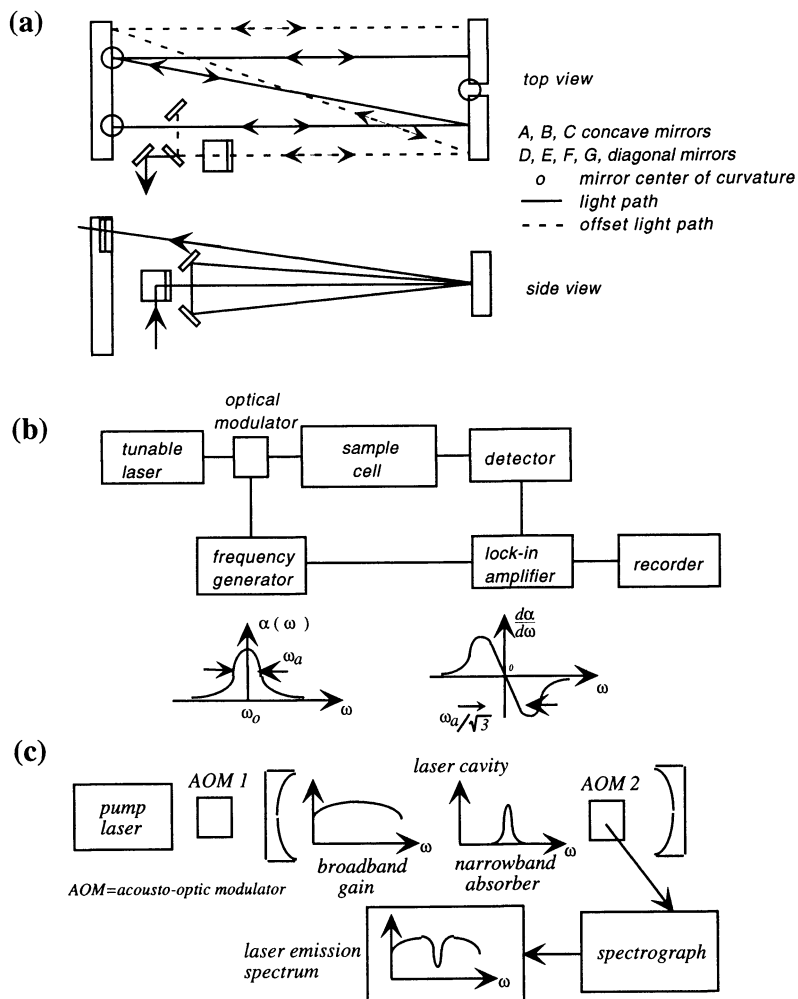 (a)
top view
A, B, C concave mirrors
D, E, F, G, diagonal mirrors
o mirror center of curvature
light path
offset light path
side view
(b)
optical
modulator
tunable
laser
sample
cell
detector
frequency
generator
lock-in
amplifier
recorder
α(ω)
ωa
ωo
ω
dα
dω
o
ω
ωa/√3
(c)
laser cavity
AOM 1
AOM 2
pump
laser
ω
broadband
gain
ω
narrowband
absorber
AOM=acousto-optic modulator
laser emission
spectrum
ω
spectrograph